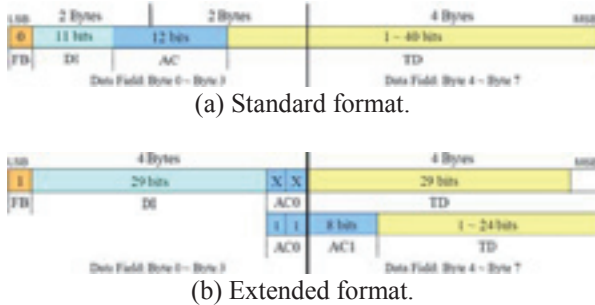 LSB 2 Bytes 2 Bytes 4 Bytes MSB
0 11 bits 12 bits 1 ~ 40 bits
FB DI AC TD
Data Field: Byte 0 ~ Byte 3 Data Field: Byte 4 ~ Byte 7
(a) Standard format.
LSB 4 Bytes 4 Bytes MSB
1 29 bits X X 29 bits
FB DI AC0 TD
1 1 8 bits 1 ~ 24 bits
AC0 AC1 TD
Data Field: Byte 0 ~ Byte 3 Data Field: Byte 4 ~ Byte 7
(b) Extended format.